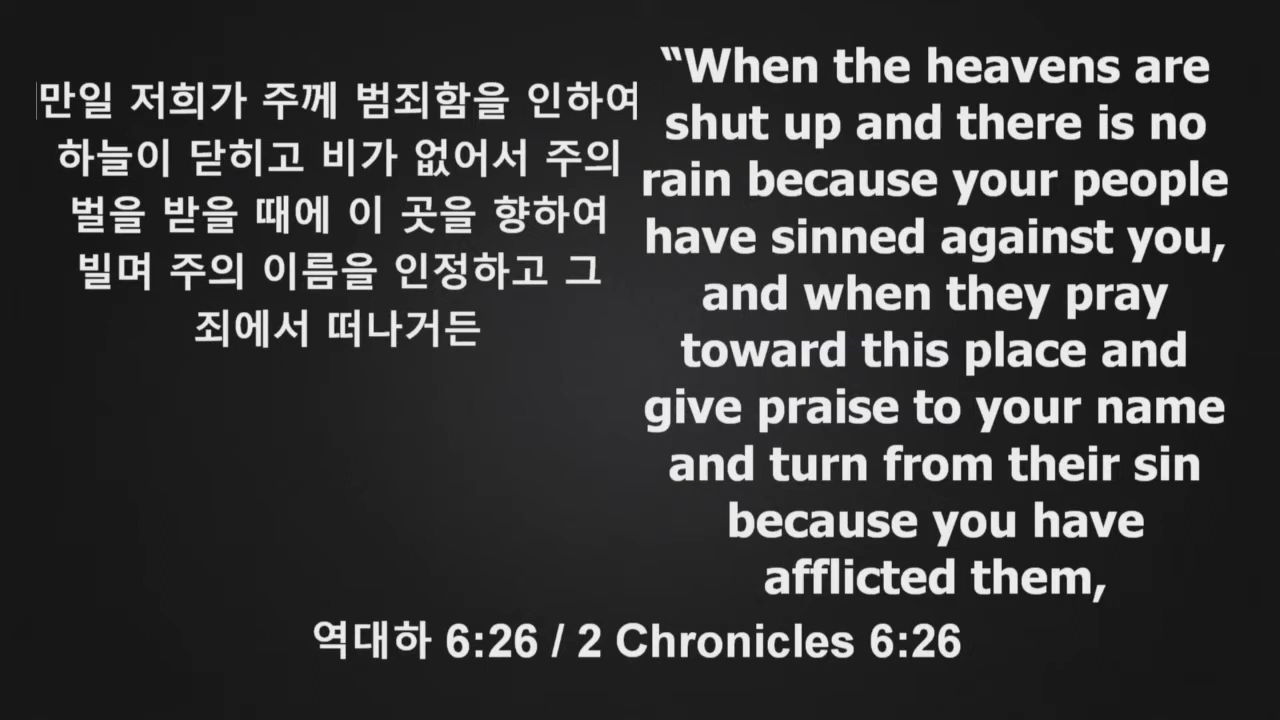 만일 저희가 주께 범죄함을 인하여
하늘이 닫히고 비가 없어서 주의
벌을 받을 때에 이 곳을 향하여
빌며 주의 이름을 인정하고 그
죄에서 떠나거든
“When the heavens are
shut up and there is no
rain because your people
have sinned against you,
and when they pray
toward this place and
give praise to your name
and turn from their sin
because you have
afflicted them,
역대하 6:26 / 2 Chronicles 6:26